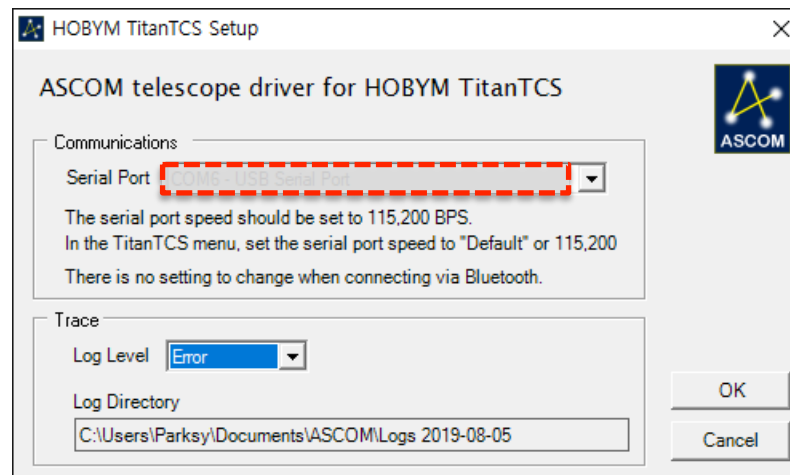 HOBYM TitanTCS Setup
ASCOM telescope driver for HOBYM TitanTCS
ASCOM
Communications
Serial Port COM6 - USB Serial Port
The serial port speed should be set to 115,200 BPS.
In the TitanTCS menu, set the serial port speed to "Default" or 115,200
There is no setting to change when connecting via Bluetooth.
Trace
Log Level Error
Log Directory
C:\Users\Parksy\Documents\ASCOM\Logs 2019-08-05
OK
Cancel